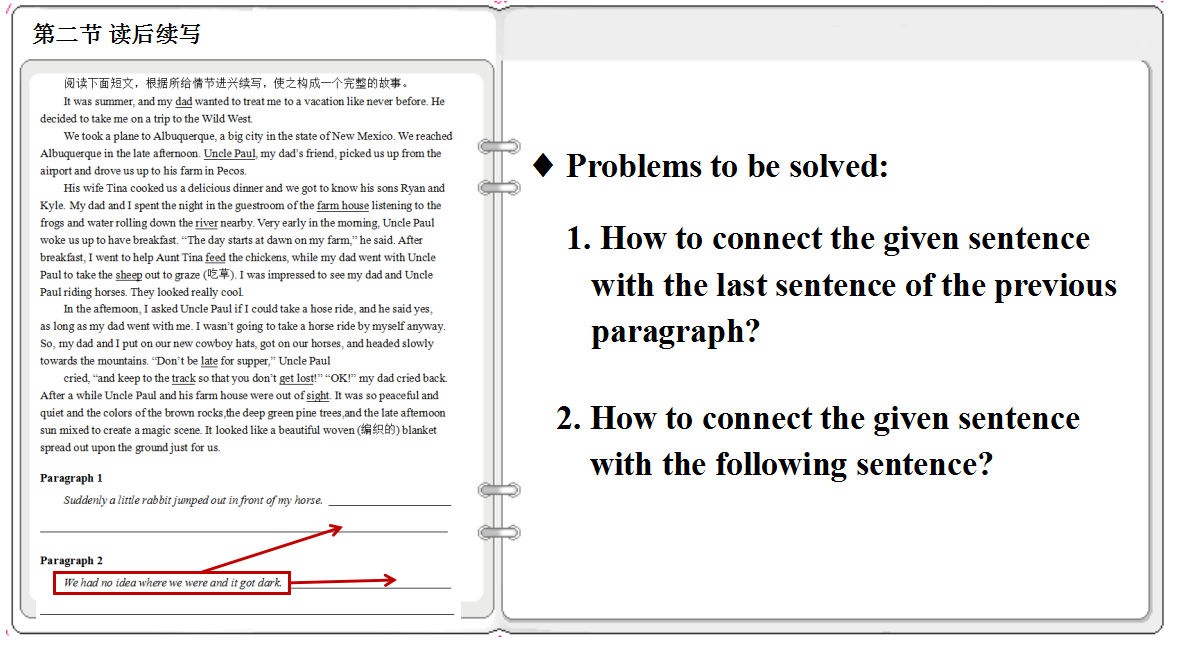 第二节 读后续写
阅读下面短文，根据所给情节进兴续写，使之构成一个完整的故事。
It was summer, and my dad wanted to treat me to a vacation like never before. He
decided to take me on a trip to the Wild West.
We took a plane to Albuquerque, a big city in the state of New Mexico. We reached
Albuquerque in the late afternoon. Uncle Paul, my dad’s friend, picked us up from the
airport and drove us up to his farm in Pecos.
His wife Tina cooked us a delicious dinner and we got to know his sons Ryan and
Kyle. My dad and I spent the night in the guestroom of the farm house listening to the
frogs and water rolling down the river nearby. Very early in the morning, Uncle Paul
woke us up to have breakfast. “The day starts at dawn on my farm,” he said. After
breakfast, I went to help Aunt Tina feed the chickens, while my dad went with Uncle
Paul to take the sheep out to graze (吃草). I was impressed to see my dad and Uncle
Paul riding horses. They looked really cool.
In the afternoon, I asked Uncle Paul if I could take a hose ride, and he said yes,
as long as my dad went with me. I wasn’t going to take a horse ride by myself anyway.
So, my dad and I put on our new cowboy hats, got on our horses, and headed slowly
towards the mountains. “Don’t be late for supper,” Uncle Paul
cried, “and keep to the track so that you don’t get lost!” “OK!” my dad cried back.
After a while Uncle Paul and his farm house were out of sight. It was so peaceful and
quiet and the colors of the brown rocks,the deep green pine trees,and the late afternoon
sun mixed to create a magic scene. It looked like a beautiful woven (编织的) blanket
spread out upon the ground just for us.
Paragraph 1
Suddenly a little rabbit jumped out in front of my horse.
Paragraph 2
We had no idea where we were and it got dark.
♦ Problems to be solved:
1. How to connect the given sentence
with the last sentence of the previous
paragraph?
2. How to connect the given sentence
with the following sentence?